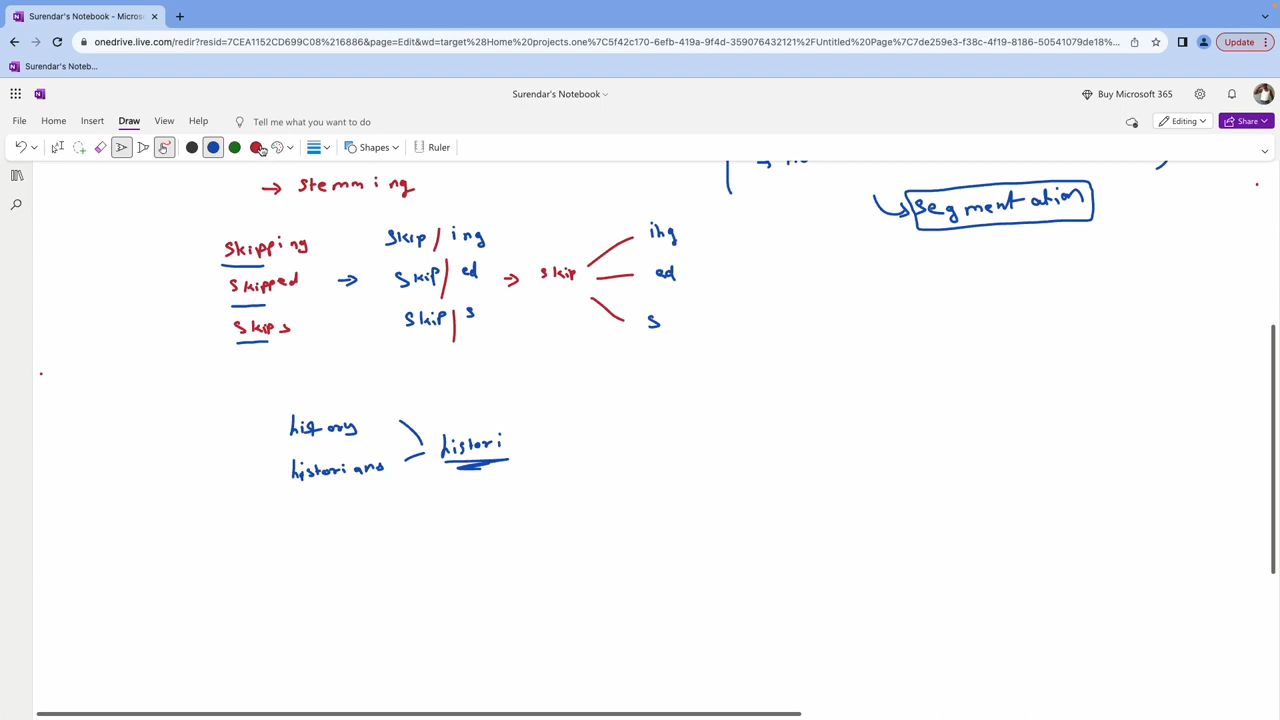 Surendar's Notebook - Micros
onedrive.live.com/redir?resid=7CEA1152CD699C08%216886&page=Edit&wd=target%28Home%20projects.one%7C5f42c170-6efb-419a-9f4d-359076432121%2FUntitled%20Page%7C7de259e3-f38c-4f19-8186-50541079de18%...
Update
Surendar's Noteb...
Surendar's Notebook
Buy Microsoft 365
File Home Insert Draw View Help Tell me what you want to do
Editing
Share
Shapes
Ruler
→ stemming
segmentation
skipping
skipped
skips
→
skip/ing
skip/ed
skip|s
→ skip
ing
ed
s
history
historians
histori